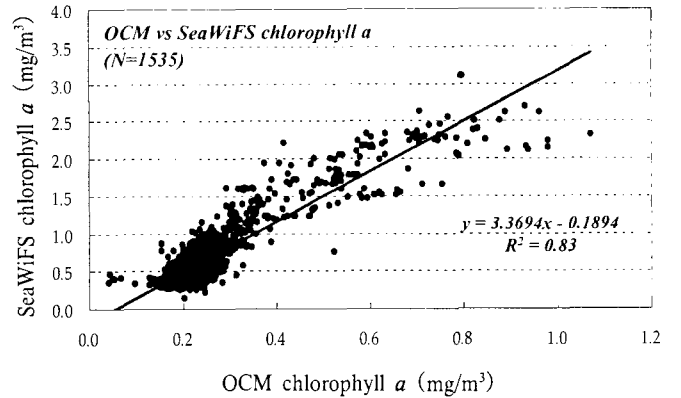 OCM vs SeaWiFS chlorophyll a
(N=1535)
SeaWiFS chlorophyll a (mg/m³)
4.0
3.5
3.0
2.5
2.0
1.5
1.0
0.5
0.0
y = 3.3694x - 0.1894
R² = 0.83
0.0 0.2 0.4 0.6 0.8 1.0 1.2
OCM chlorophyll a (mg/m³)